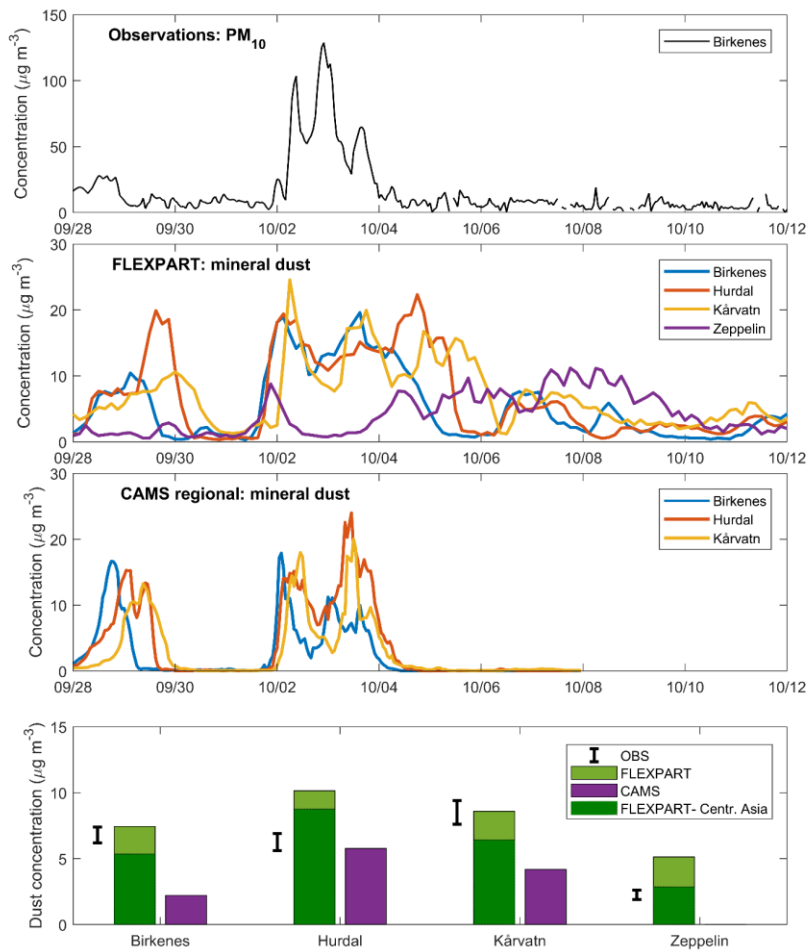 150
Observations: PM10
Birkenes
100
50
0
Concentration (μg m-3)
09/28 09/30 10/02 10/04 10/06 10/08 10/10 10/12
30
FLEXPART: mineral dust
Birkenes
Hurdal
Kårvatn
Zeppelin
20
10
0
Concentration (μg m-3)
09/28 09/30 10/02 10/04 10/06 10/08 10/10 10/12
30
CAMS regional: mineral dust
Birkenes
Hurdal
Kårvatn
20
10
0
Concentration (μg m-3)
09/28 09/30 10/02 10/04 10/06 10/08 10/10 10/12
15
OBS
FLEXPART
CAMS
FLEXPART- Centr. Asia
10
5
0
Dust concentration (μg m-3)
Birkenes Hurdal Kårvatn Zeppelin